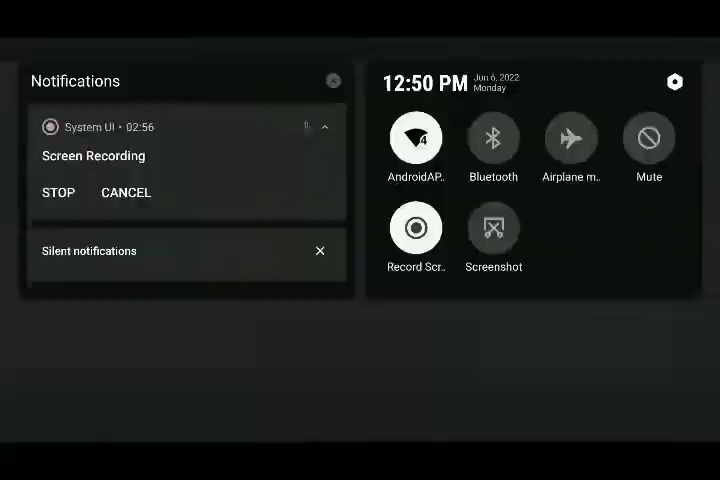 Notifications
System UI • 02:56
Screen Recording
STOP CANCEL
Silent notifications
12:50 PM
Jun 6, 2022
Monday
AndroidAP.. Bluetooth Airplane m.. Mute
Record Scr.. Screenshot